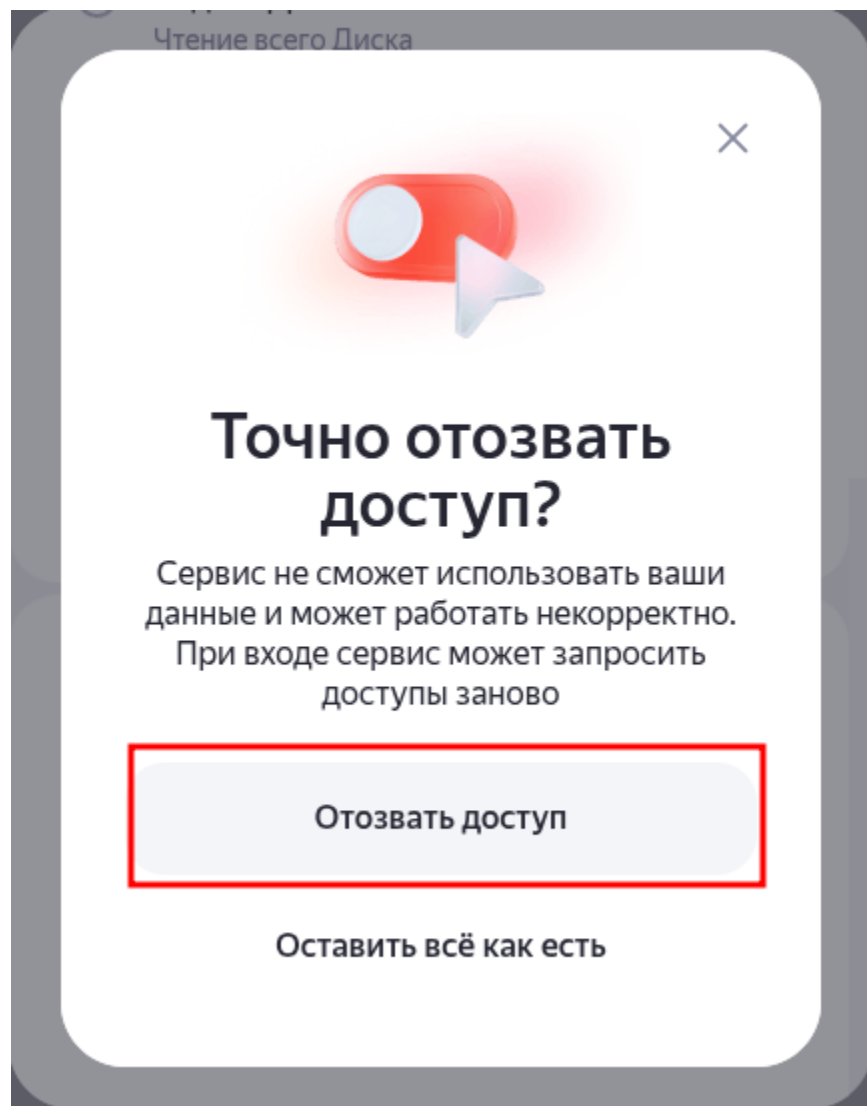 Чтение всего Диска
Точно отозвать
доступ?
Сервис не сможет использовать ваши
данные и может работать некорректно.
При входе сервис может запросить
доступы заново
Отозвать доступ
Оставить всё как есть